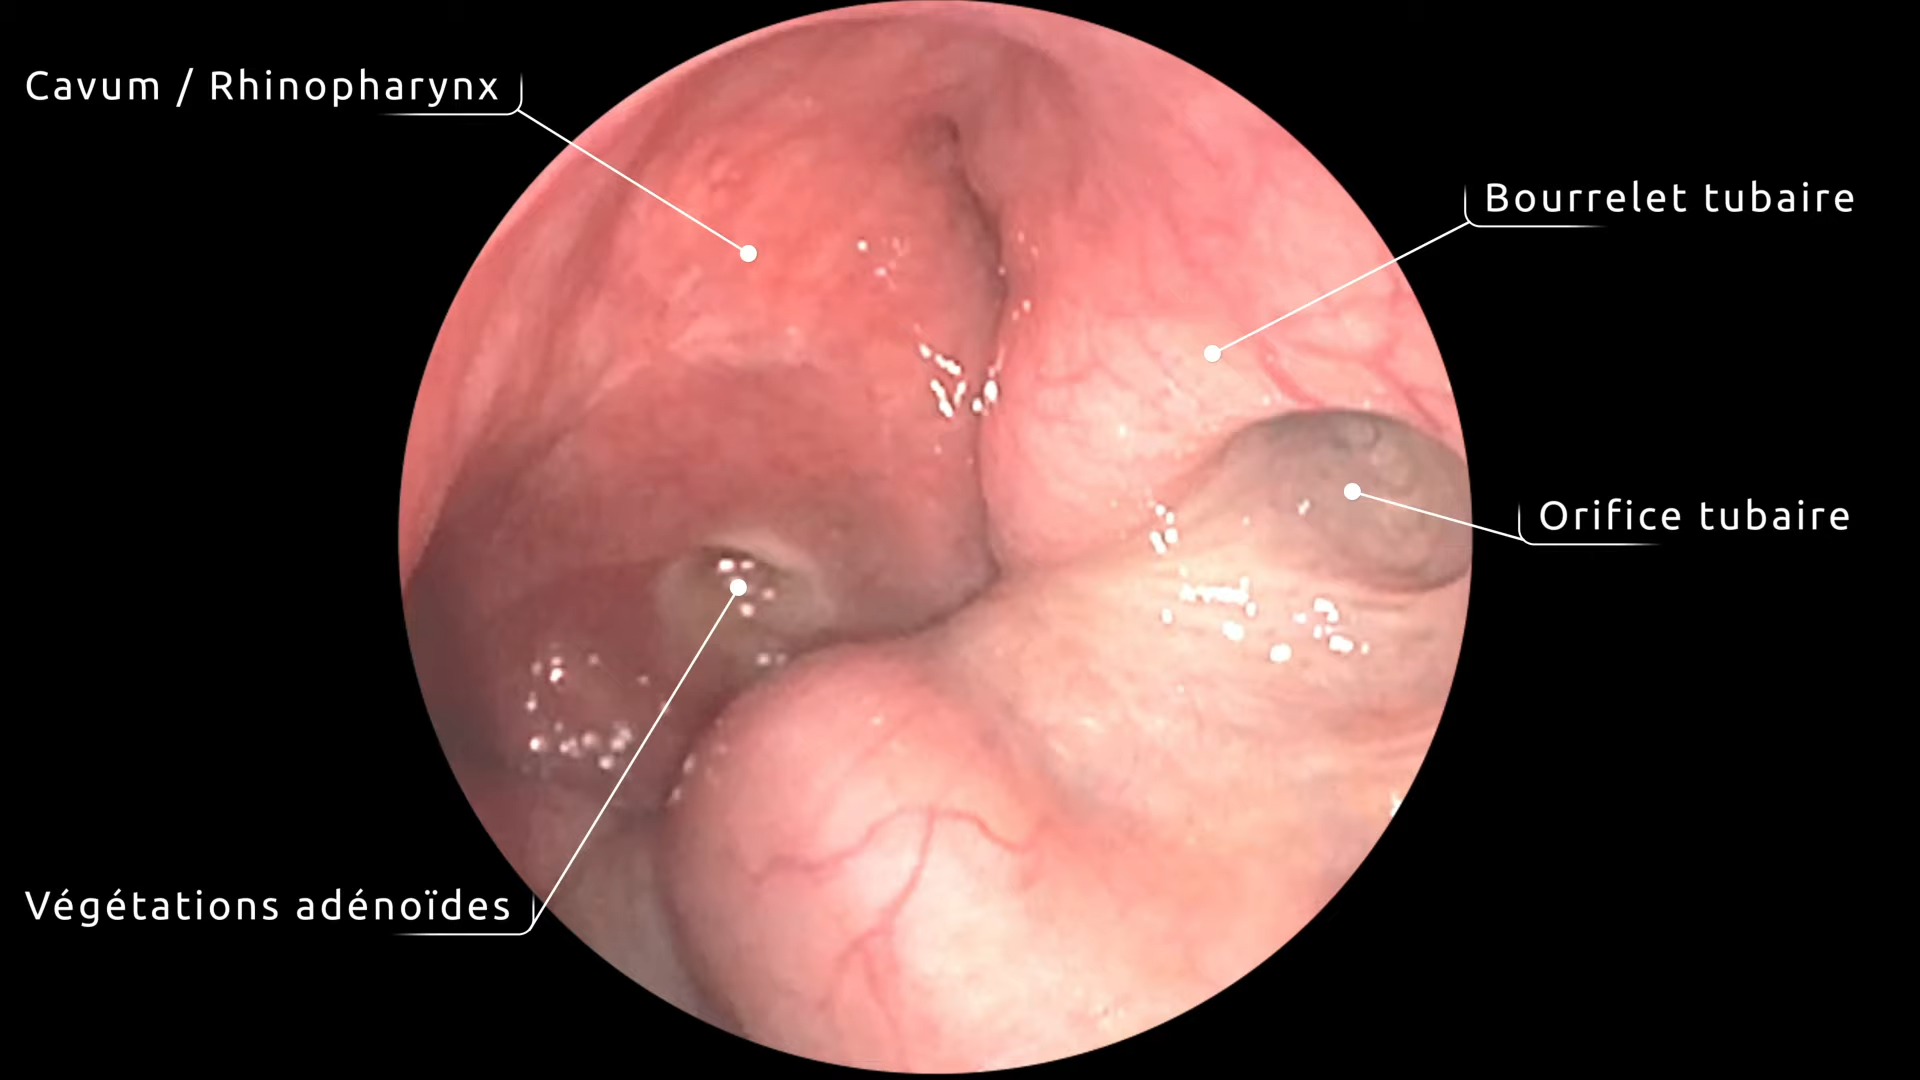 Cavum / Rhinopharynx
Bourrelet tubaire
Orifice tubaire
Végétations adénoïdes